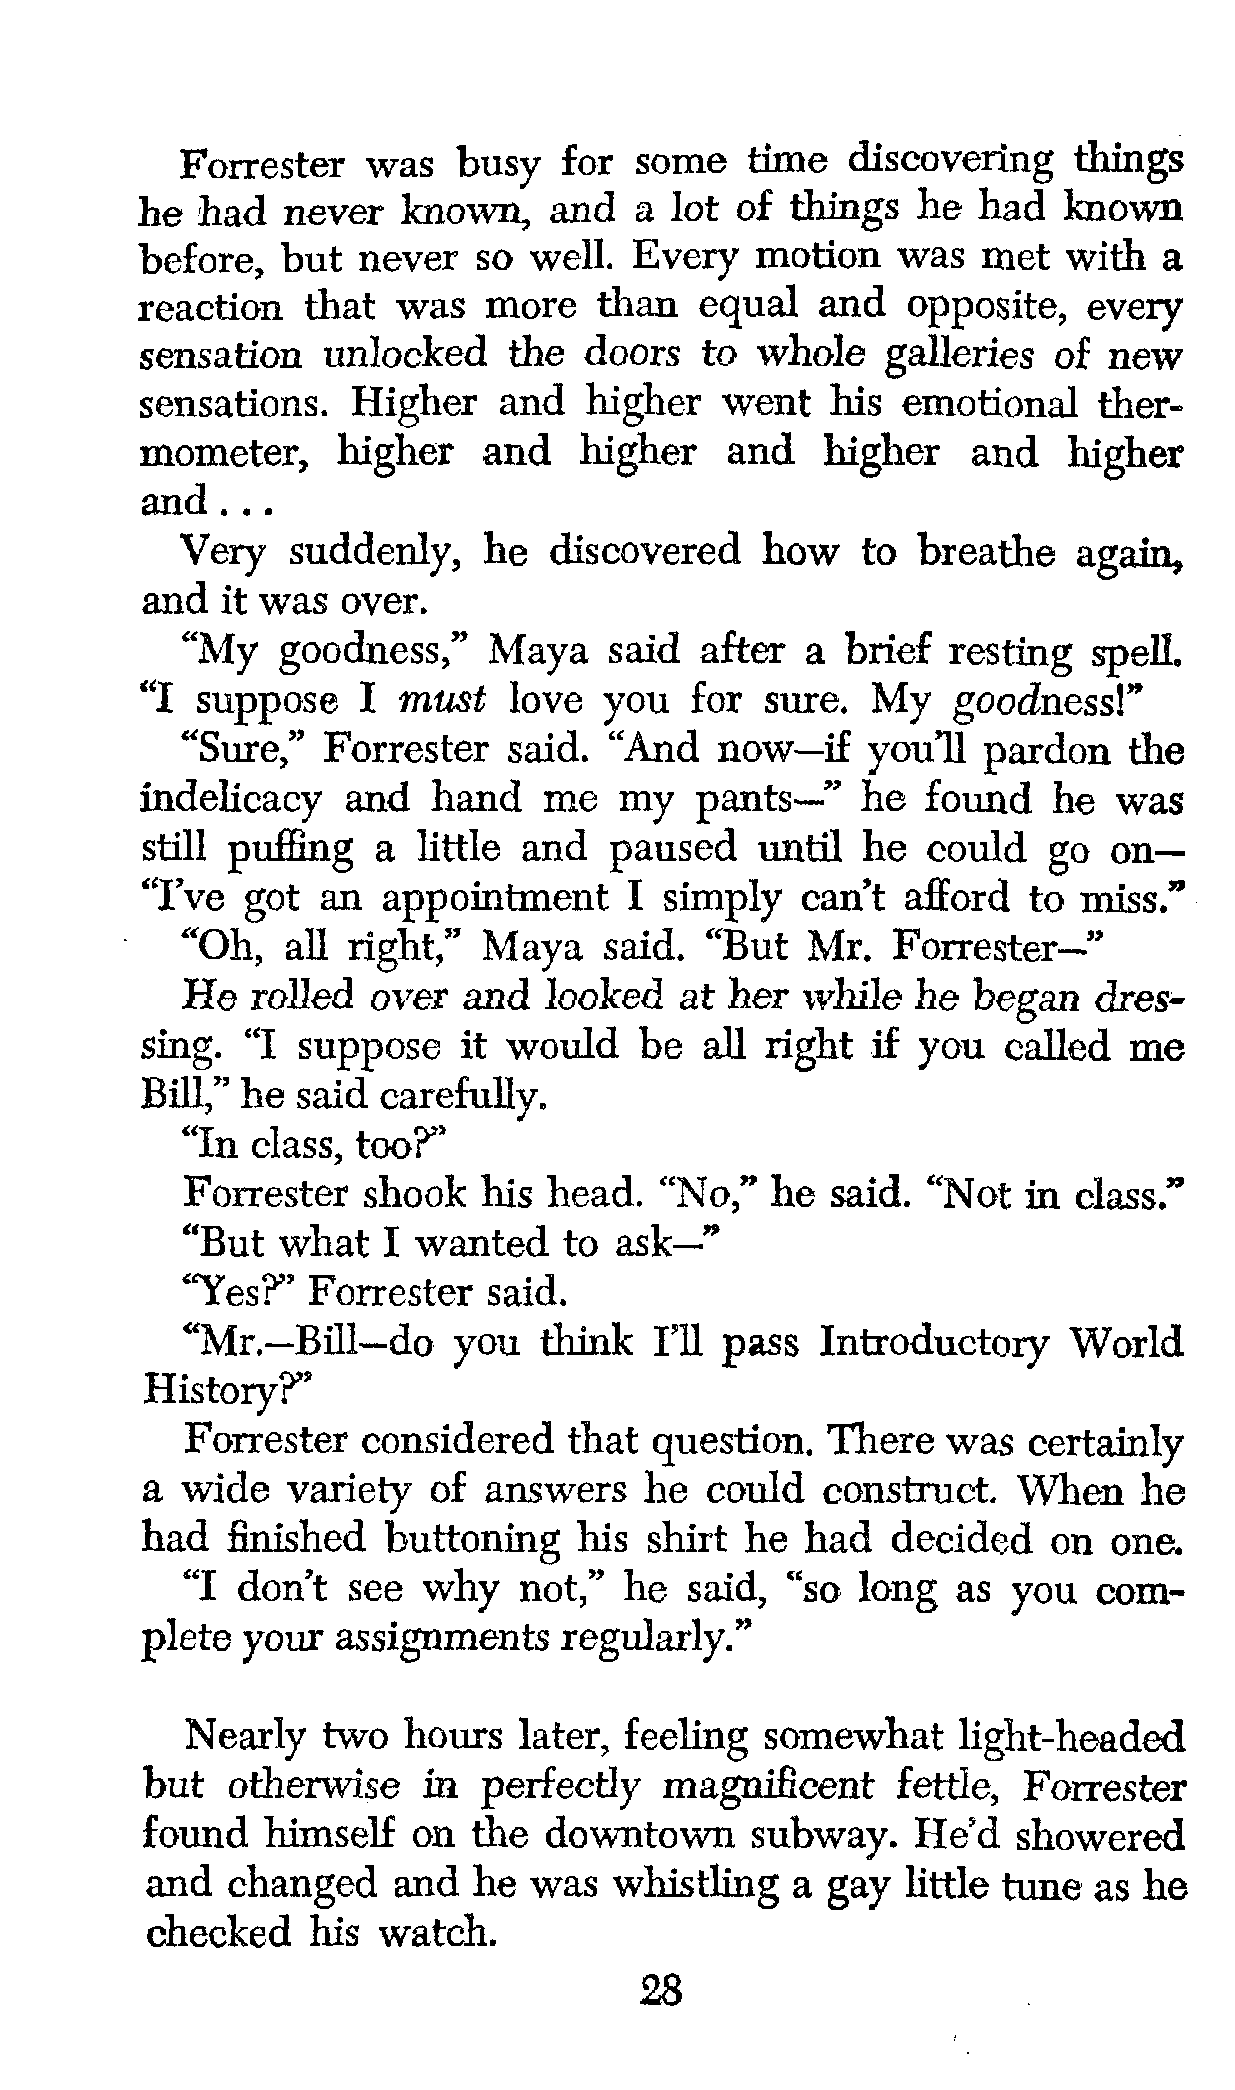 Forrester was busy for some time discovering things
he had never known, and a lot of things he had known
before, but never so well. Every motion was met with a
reaction that was more than equal and opposite, every
sensation unlocked the doors to whole galleries of new
sensations. Higher and higher went his emotional ther-
mometer, higher and higher and higher and higher
and . . .
Very suddenly, he discovered how to breathe again,
and it was over.
“My goodness,” Maya said after a brief resting spell.
“I suppose I must love you for sure. My goodness!”
“Sure,” Forrester said. “And now—if you’ll pardon the
indelicacy and hand me my pants—” he found he was
still puffing a little and paused until he could go on—
“I’ve got an appointment I simply can’t afford to miss.”
“Oh, all right,” Maya said. “But Mr. Forrester—”
He rolled over and looked at her while he began dres-
sing. “I suppose it would be all right if you called me
Bill,” he said carefully.
“In class, too?”
Forrester shook his head. “No,” he said. “Not in class.”
“But what I wanted to ask—”
“Yes?” Forrester said.
“Mr.—Bill—do you think I’ll pass Introductory World
History?”
Forrester considered that question. There was certainly
a wide variety of answers he could construct. When he
had finished buttoning his shirt he had decided on one.
“I don’t see why not,” he said, “so long as you com-
plete your assignments regularly.”
Nearly two hours later, feeling somewhat light-headed
but otherwise in perfectly magnificent fettle, Forrester
found himself on the downtown subway. He’d showered
and changed and he was whistling a gay little tune as he
checked his watch.
28